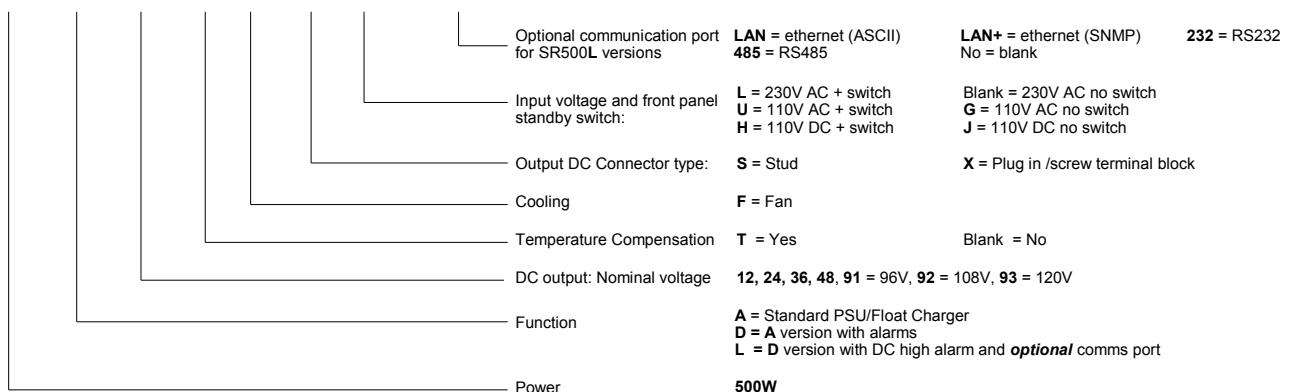 Optional communication port LAN = ethernet (ASCII) LAN+ = ethernet (SNMP) 232 = RS232
for SR500L versions 485 = RS485 No = blank
L = 230V AC + switch Blank = 230V AC no switch
Input voltage and front panel U = 110V AC + switch G = 110V AC no switch
standby switch: H = 110V DC + switch J = 110V DC no switch
Output DC Connector type: S = Stud X = Plug in /screw terminal block
Cooling F = Fan
Temperature Compensation T = Yes Blank = No
DC output: Nominal voltage 12, 24, 36, 48, 91 = 96V, 92 = 108V, 93 = 120V
A = Standard PSU/Float Charger
Function D = A version with alarms
L = D version with DC high alarm and optional comms port
Power 500W